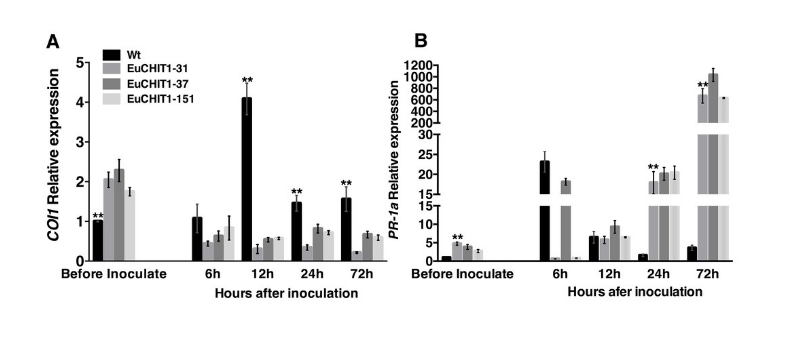 A
Wt
EuCHIT1-31
EuCHIT1-37
EuCHIT1-151
COI1 Relative expression
5
4
3
2
1
0
**
**
**
**
Before Inoculate
6h
12h
24h
72h
Hours after inoculation
B
PR-1a Relative expression
1200
1000
800
600
400
200
30
25
20
15
15
10
5
0
**
**
**
Before Inoculate
6h
12h
24h
72h
Hours afer inoculation